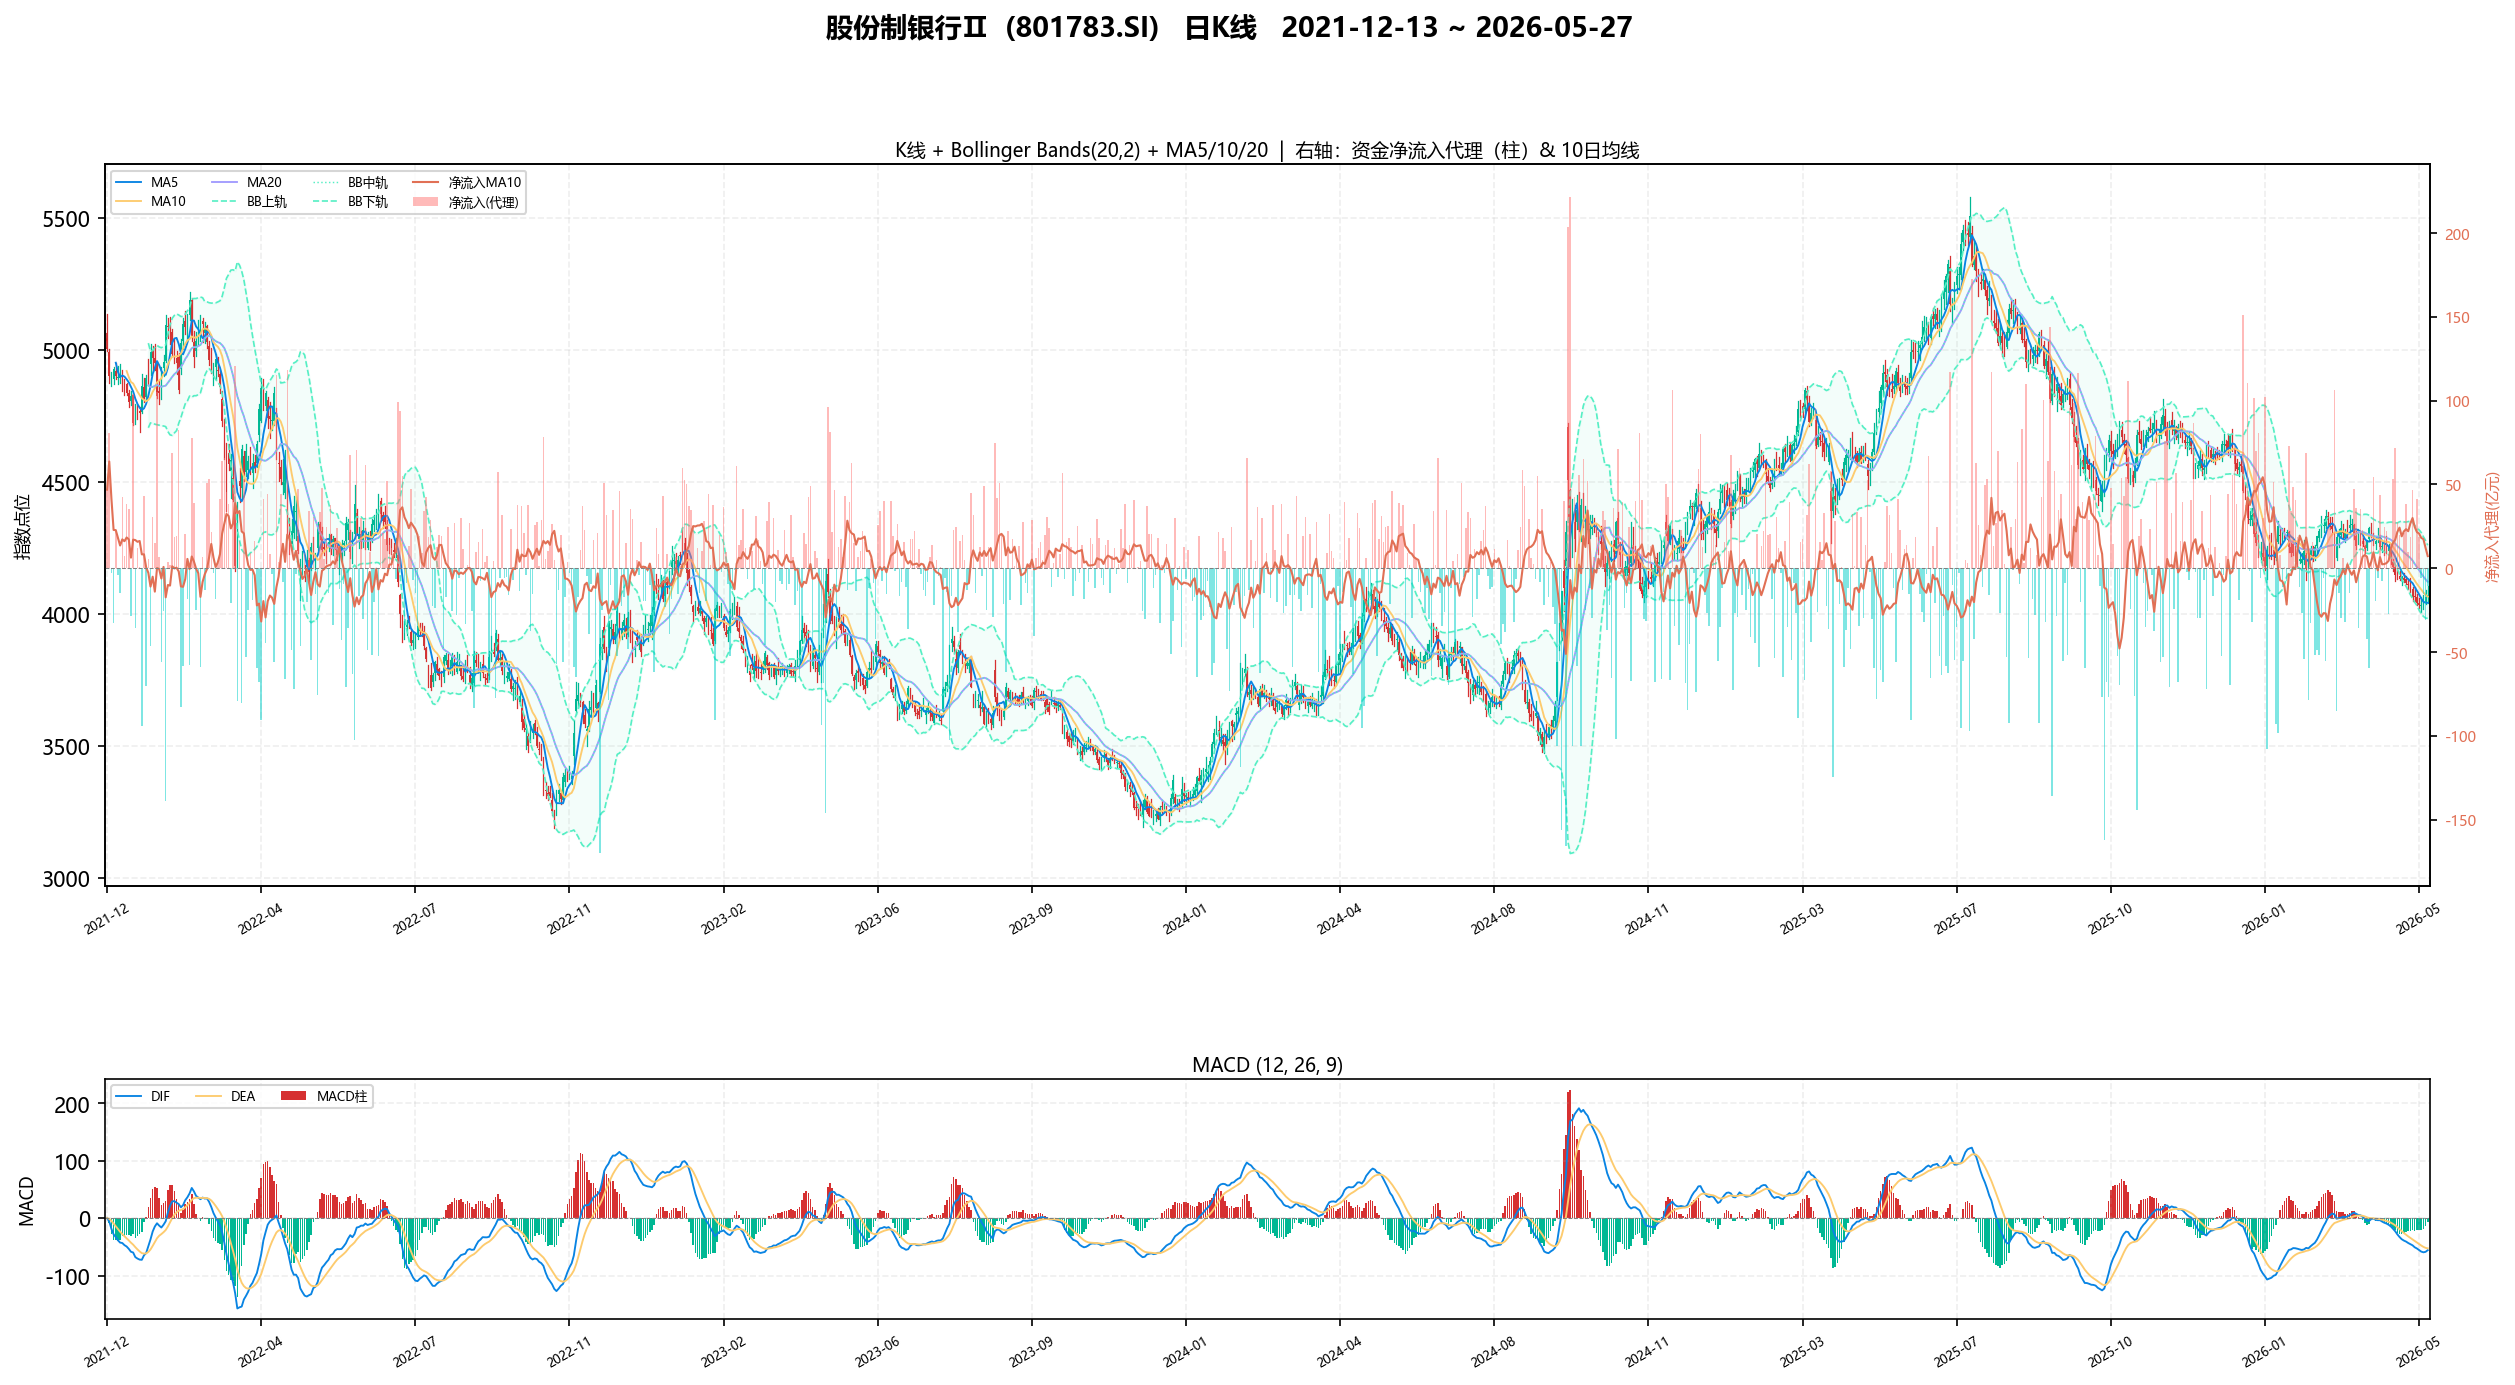 股份制银行Ⅱ (801783.SI) 日K线 2021-12-13 ~ 2026-05-27
K线 + Bollinger Bands(20,2) + MA5/10/20 | 右轴：资金净流入代理（柱）& 10日均线
MA5 MA20 BB中轨 净流入MA10
MA10 BB上轨 BB下轨 净流入(代理)
5500
5000
4500
4000
3500
3000
指数点位
200
150
100
50
0
-50
-100
-150
净流入代理(亿元)
2021-12 2022-04 2022-07 2022-11 2023-02 2023-06 2023-09 2024-01 2024-04 2024-08 2024-11 2025-03 2025-07 2025-10 2026-01 2026-05
MACD (12, 26, 9)
DIF DEA MACD柱
200
100
0
-100
MACD
2021-12 2022-04 2022-07 2022-11 2023-02 2023-06 2023-09 2024-01 2024-04 2024-08 2024-11 2025-03 2025-07 2025-10 2026-01 2026-05